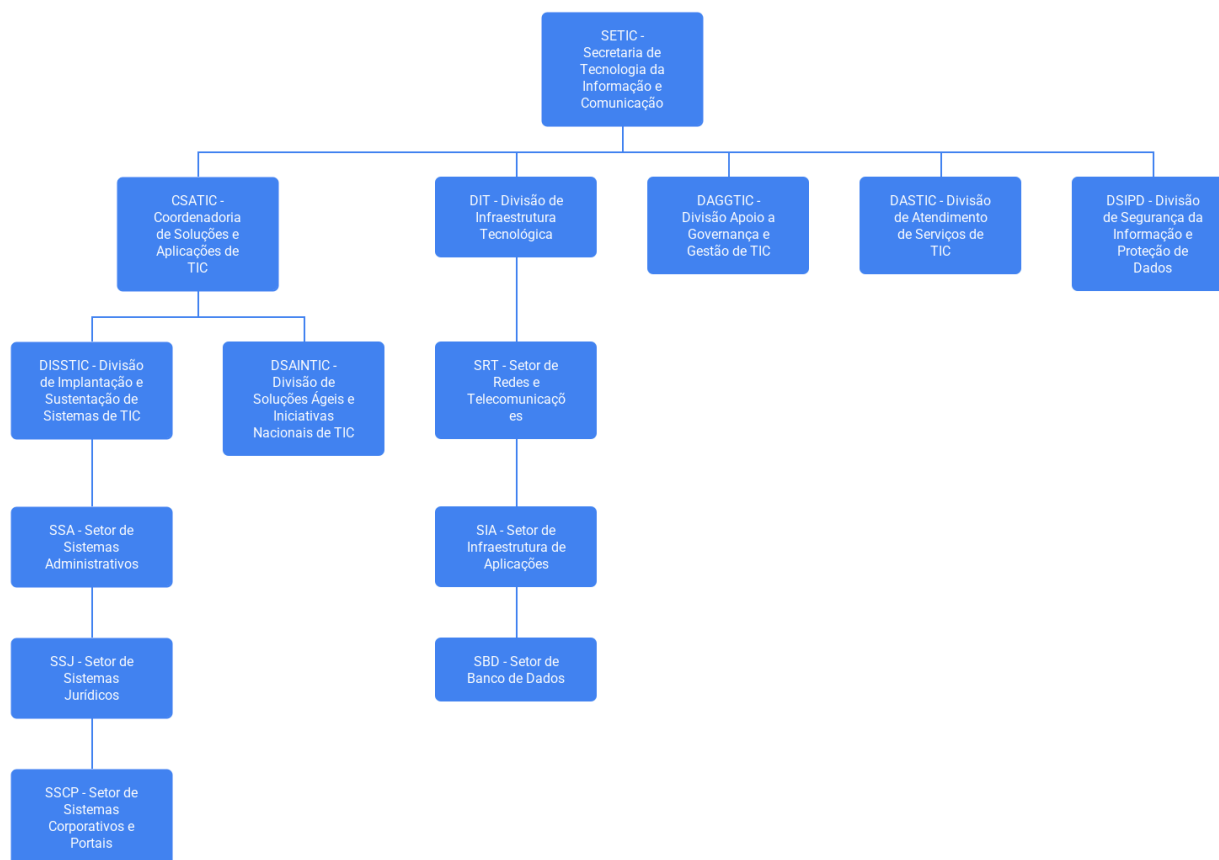 SETIC -
Secretaria de
Tecnologia da
Informação e
Comunicação
CSATIC -
Coordenadoria
de Soluções e
Aplicações de
TIC
DIT - Divisão de
Infraestrutura
Tecnológica
DAGGTIC -
Divisão Apoio a
Governança e
Gestão de TIC
DASTIC - Divisão
de Atendimento
de Serviços de
TIC
DSIPD - Divisão
de Segurança da
Informação e
Proteção de
Dados
DISSTIC - Divisão
de Implantação e
Sustentação de
Sistemas de TIC
DSAINTIC -
Divisão de
Soluções Ágeis e
Iniciativas
Nacionais de TIC
SRT - Setor de
Redes e
Telecomunicaçõ
es
SSA - Setor de
Sistemas
Administrativos
SIA - Setor de
Infraestrutura de
Aplicações
SSJ - Setor de
Sistemas
Jurídicos
SBD - Setor de
Banco de Dados
SSCP - Setor de
Sistemas
Corporativos e
Portais